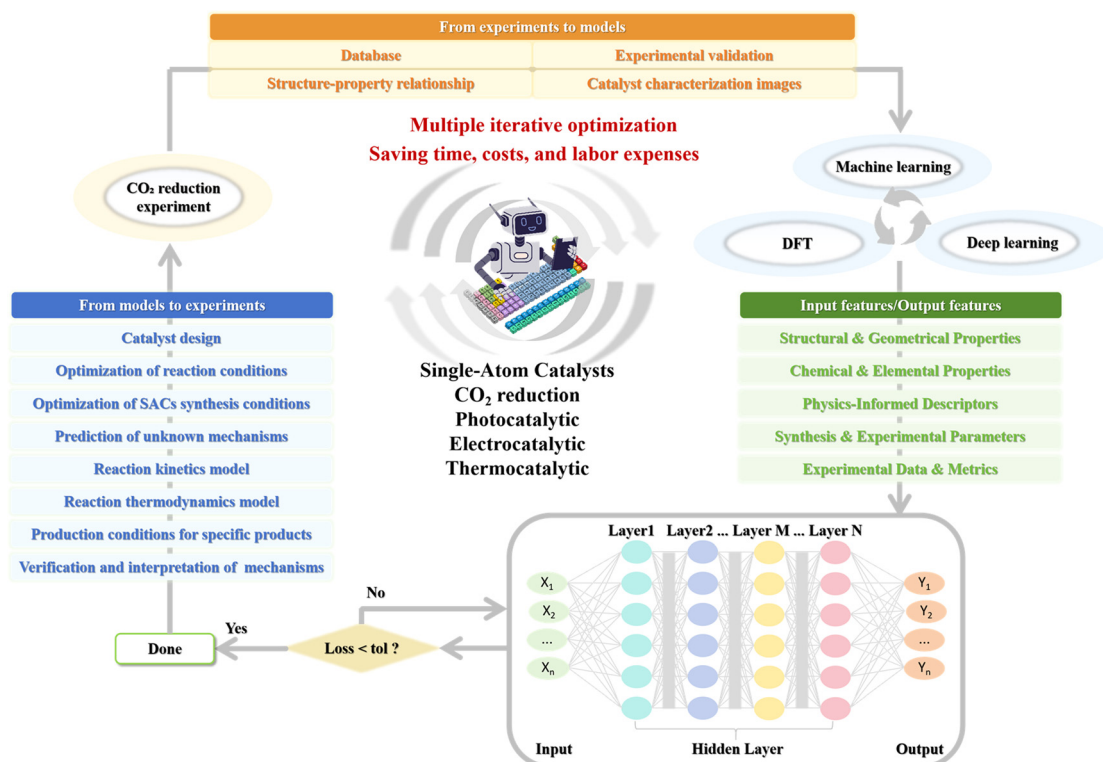 From experiments to models
Database
Experimental validation
Structure-property relationship
Catalyst characterization images
Multiple iterative optimization
Saving time, costs, and labor expenses
CO₂ reduction
experiment
Machine learning
DFT
Deep learning
From models to experiments
Catalyst design
Optimization of reaction conditions
Optimization of SACs synthesis conditions
Prediction of unknown mechanisms
Reaction kinetics model
Reaction thermodynamics model
Production conditions for specific products
Verification and interpretation of mechanisms
Single-Atom Catalysts
CO₂ reduction
Photocatalytic
Electrocatalytic
Thermocatalytic
Input features/Output features
Structural & Geometrical Properties
Chemical & Elemental Properties
Physics-Informed Descriptors
Synthesis & Experimental Parameters
Experimental Data & Metrics
Layer1 Layer2 ... Layer M ... Layer N
X₁
X₂
...
Xₙ
Y₁
Y₂
...
Yₙ
Input
Hidden Layer
Output
No
Loss < tol ?
Yes
Done